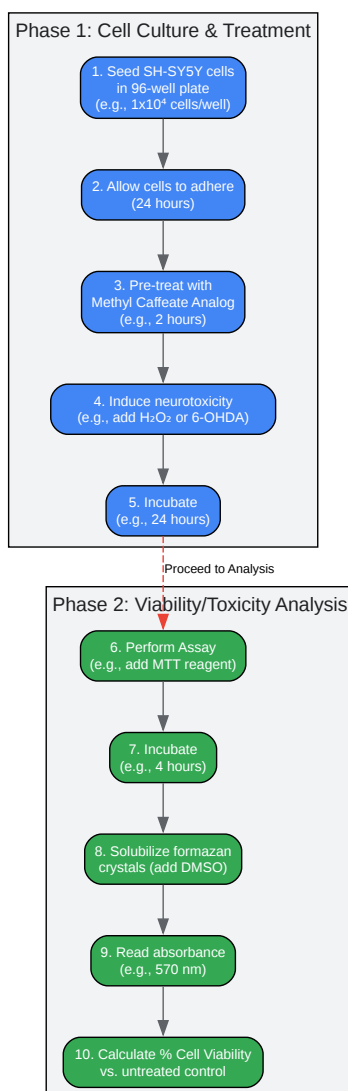 Phase 1: Cell Culture & Treatment
1. Seed SH-SY5Y cells
in 96-well plate
(e.g., 1x10⁴ cells/well)
2. Allow cells to adhere
(24 hours)
3. Pre-treat with
Methyl Caffeate Analog
(e.g., 2 hours)
4. Induce neurotoxicity
(e.g., add H₂O₂ or 6-OHDA)
5. Incubate
(e.g., 24 hours)
Proceed to Analysis
Phase 2: Viability/Toxicity Analysis
6. Perform Assay
(e.g., add MTT reagent)
7. Incubate
(e.g., 4 hours)
8. Solubilize formazan
crystals (add DMSO)
9. Read absorbance
(e.g., 570 nm)
10. Calculate % Cell Viability
vs. untreated control